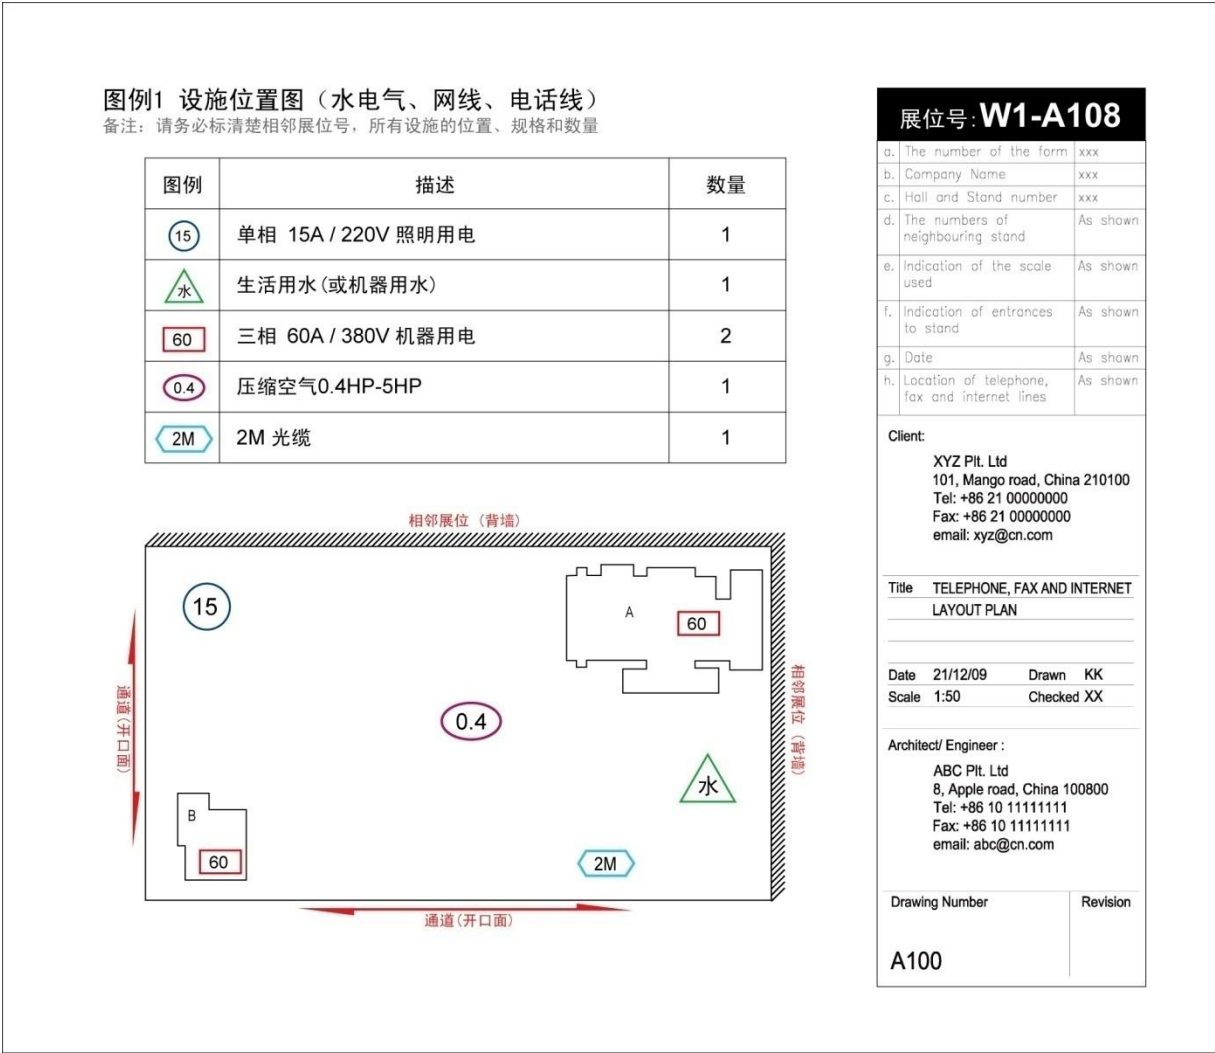 图例1 设施位置图（水电气、网线、电话线）
备注：请务必标清楚相邻展位号，所有设施的位置、规格和数量
图例 描述 数量
15 单相 15A / 220V 照明用电 1
水 生活用水(或机器用水) 1
60 三相 60A / 380V 机器用电 2
0.4 压缩空气0.4HP-5HP 1
2M 2M 光缆 1
相邻展位 (背墙)
15
A
60
通道(开口面)
0.4
相邻展位 (背墙)
水
B
60
2M
通道(开口面)
展位号:W1-A108
a. The number of the form xxx
b. Company Name xxx
c. Hall and Stand number xxx
d. The numbers of As shown
neighbouring stand
e. Indication of the scale As shown
used
f. Indication of entrances As shown
to stand
g. Date As shown
h. Location of telephone, As shown
fax and internet lines
Client:
XYZ Plt. Ltd
101, Mango road, China 210100
Tel: +86 21 00000000
Fax: +86 21 00000000
email: xyz@cn.com
Title TELEPHONE, FAX AND INTERNET
LAYOUT PLAN
Date 21/12/09 Drawn KK
Scale 1:50 Checked XX
Architect/ Engineer :
ABC Plt. Ltd
8, Apple road, China 100800
Tel: +86 10 11111111
Fax: +86 10 11111111
email: abc@cn.com
Drawing Number Revision
A100